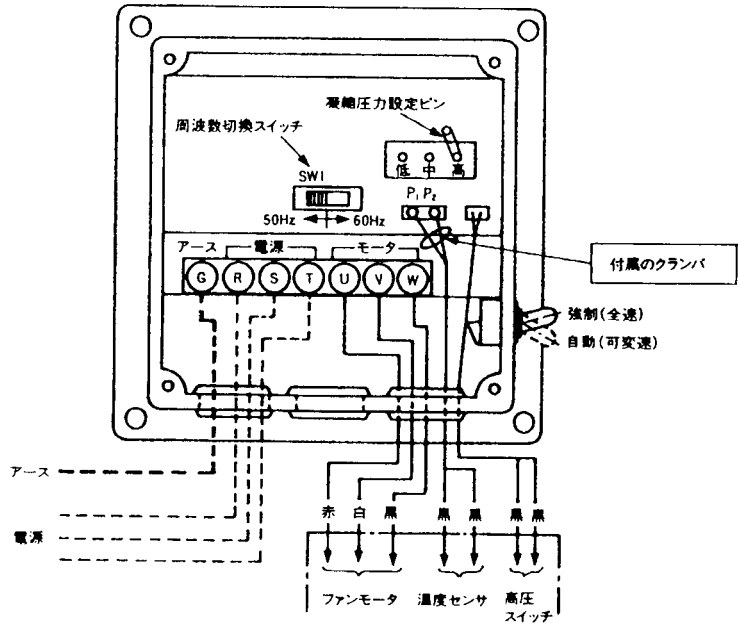 凝縮圧力設定ピン
周波数切換スイッチ
SW1
低 中 高
P₁ P₂
50Hz 60Hz
アース 電源 モータ
G R S T U V W
付属のクランパ
強制(全速)
自動(可変速)
アース
電源
赤 白 黒 黒 黒 黒 黒
ファンモータ 温度センサ 高圧
スイッチ